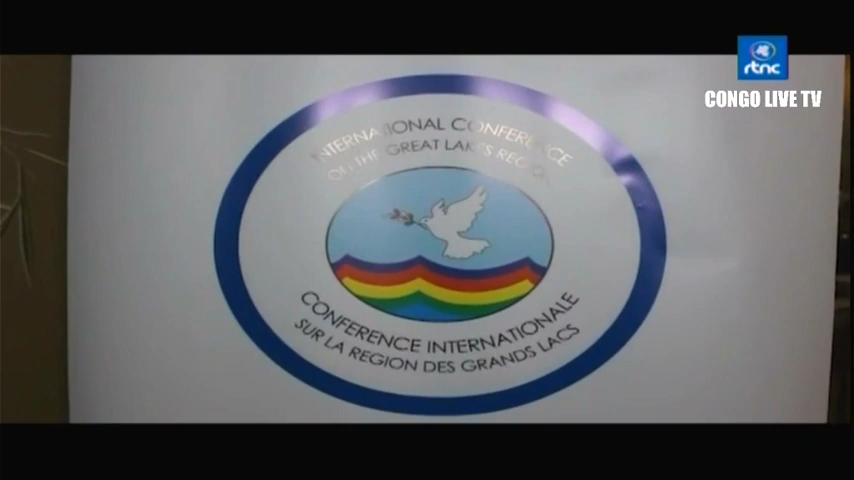 rtnc
CONGO LIVE TV
INTERNATIONAL CONFERENCE
ON THE GREAT LAKES REGION
CONFERENCE INTERNATIONALE
SUR LA REGION DES GRANDS LACS